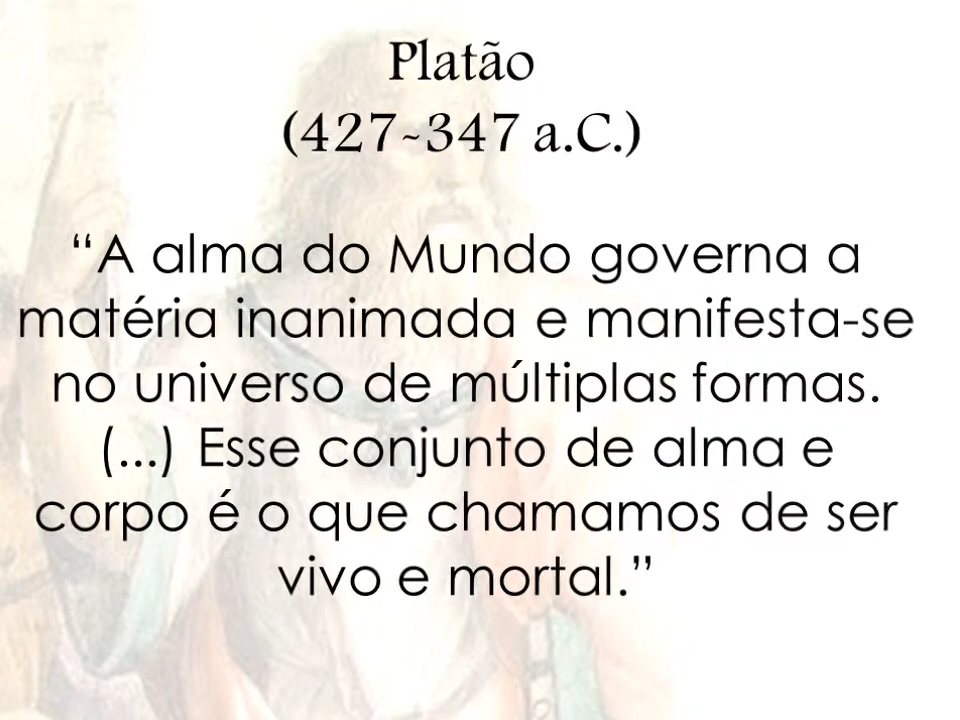 Platão
(427-347 a.C.)
“A alma do Mundo governa a
matéria inanimada e manifesta-se
no universo de múltiplas formas.
(...) Esse conjunto de alma e
corpo é o que chamamos de ser
vivo e mortal.”